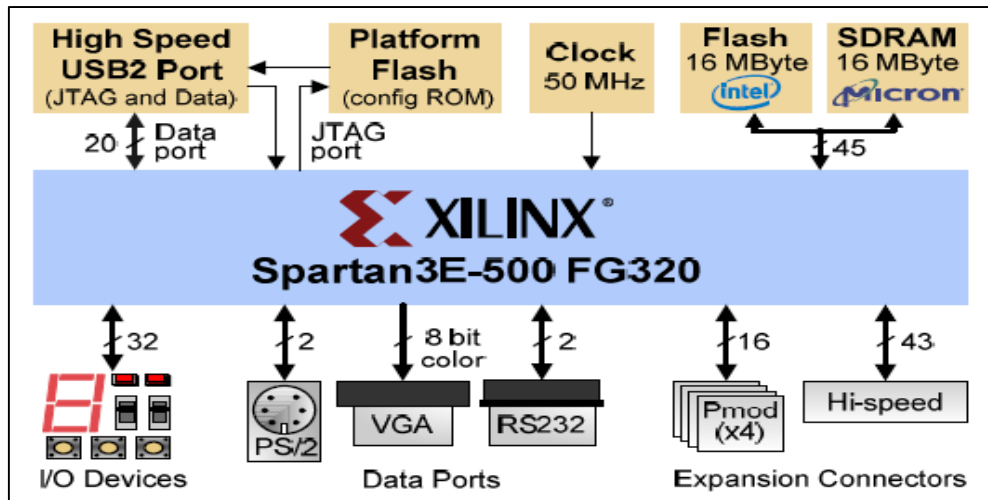 High Speed
USB2 Port
(JTAG and Data)
Platform
Flash
(config ROM)
Clock
50 MHz
Flash
16 MByte
intel
SDRAM
16 MByte
Micron
20
Data
port
JTAG
port
45
XILINX®
Spartan3E-500 FG320
32
2
8 bit
color
2
16
43
PS/2
VGA
RS232
Pmod
(x4)
Hi-speed
I/O Devices
Data Ports
Expansion Connectors